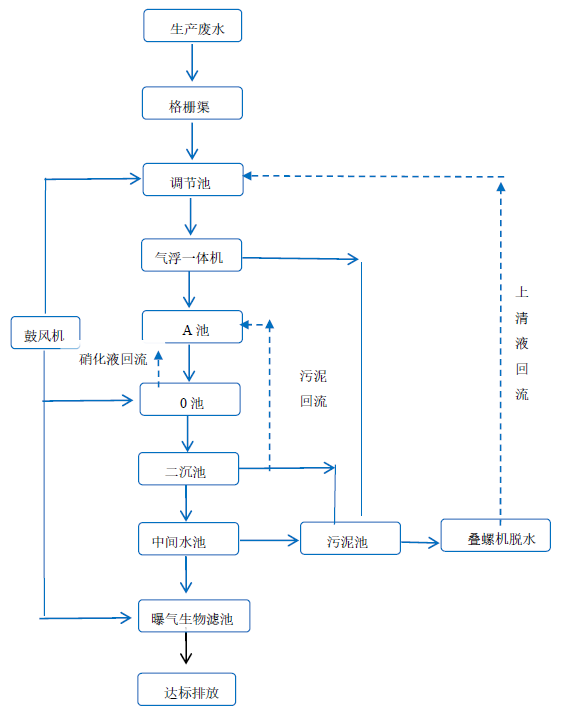 生产废水
格栅渠
调节池
气浮一体机
上
清
液
回
流
A 池
鼓风机
硝化液回流
污泥
回流
0 池
二沉池
中间水池
污泥池
叠螺机脱水
曝气生物滤池
达标排放